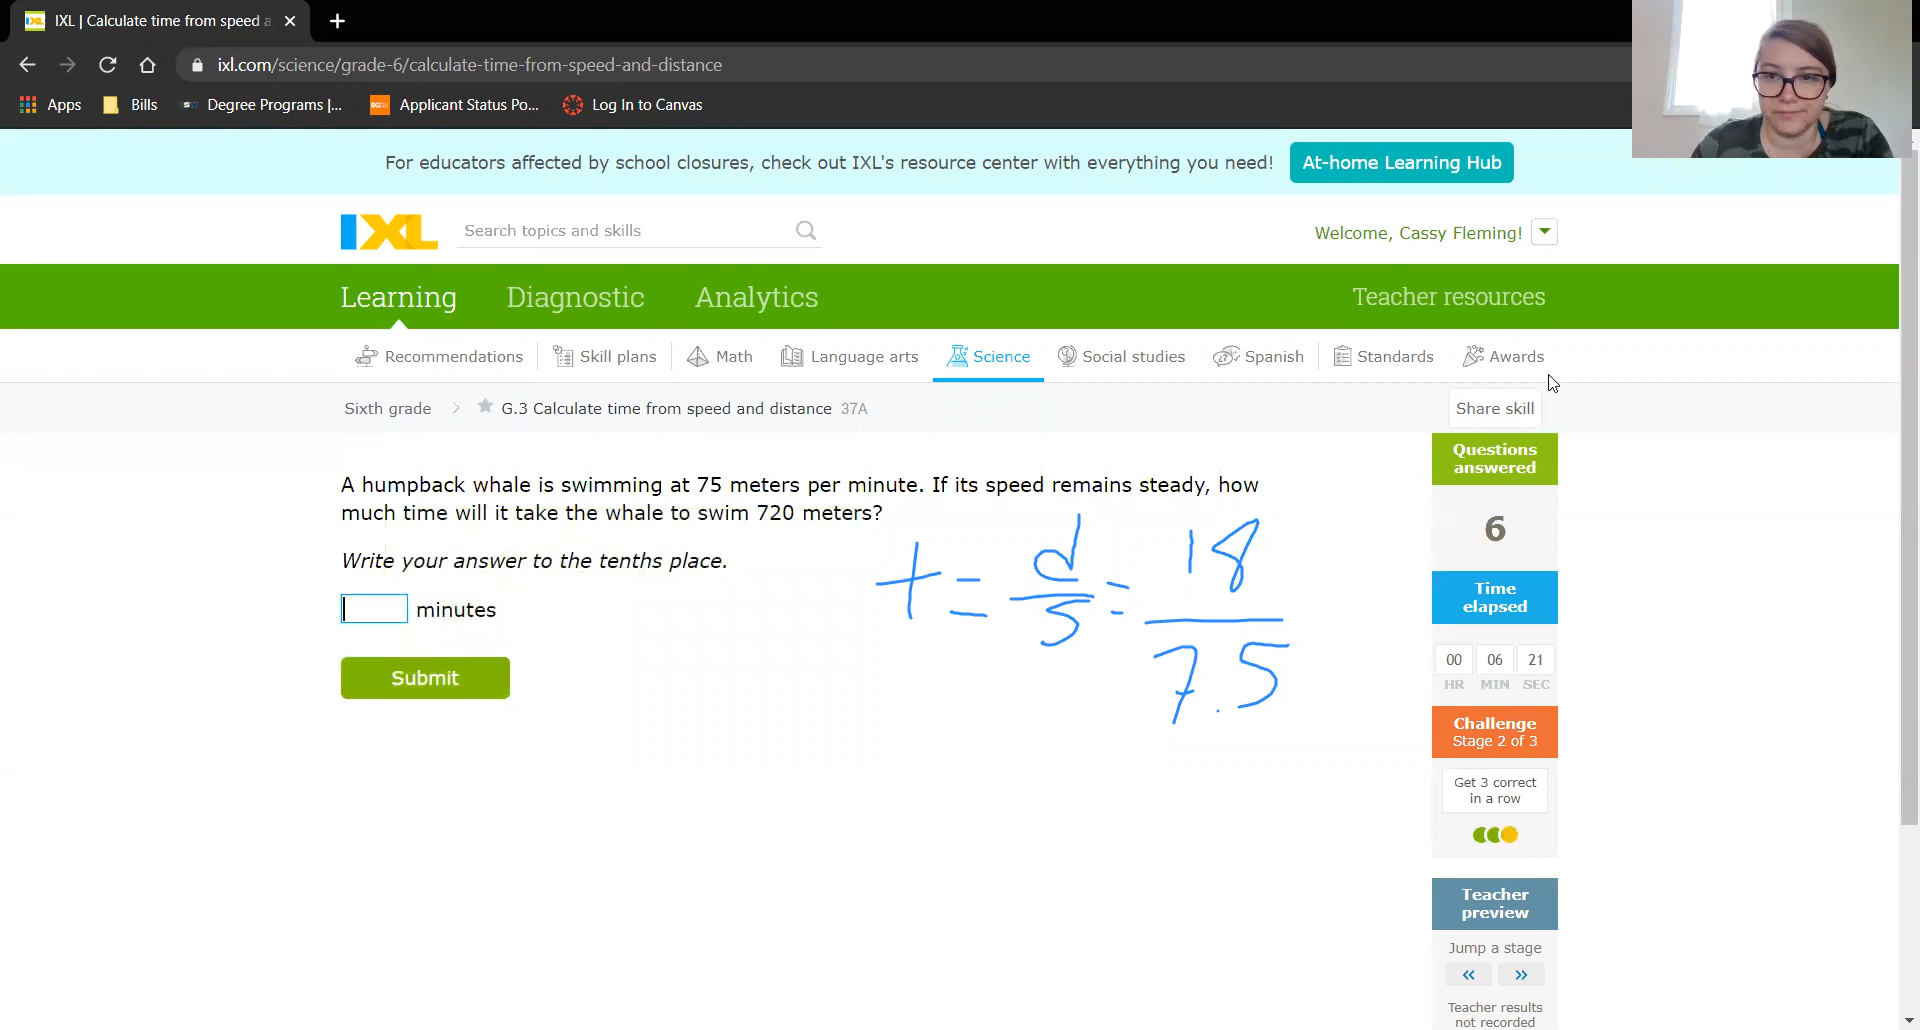 IXL | Calculate time from speed a
ixl.com/science/grade-6/calculate-time-from-speed-and-distance
Apps Bills Degree Programs |... Applicant Status Po... Log In to Canvas
For educators affected by school closures, check out IXL's resource center with everything you need! At-home Learning Hub
IXL Search topics and skills Welcome, Cassy Fleming!
Learning Diagnostic Analytics Teacher resources
Recommendations Skill plans Math Language arts Science Social studies Spanish Standards Awards
Sixth grade > G.3 Calculate time from speed and distance 37A Share skill
A humpback whale is swimming at 75 meters per minute. If its speed remains steady, how
much time will it take the whale to swim 720 meters?
Write your answer to the tenths place.
minutes
Submit
t = d/s = 18/7.5
Questions
answered
6
Time
elapsed
00 06 21
HR MIN SEC
Challenge
Stage 2 of 3
Get 3 correct
in a row
Teacher
preview
Jump a stage
« »
Teacher results
not recorded